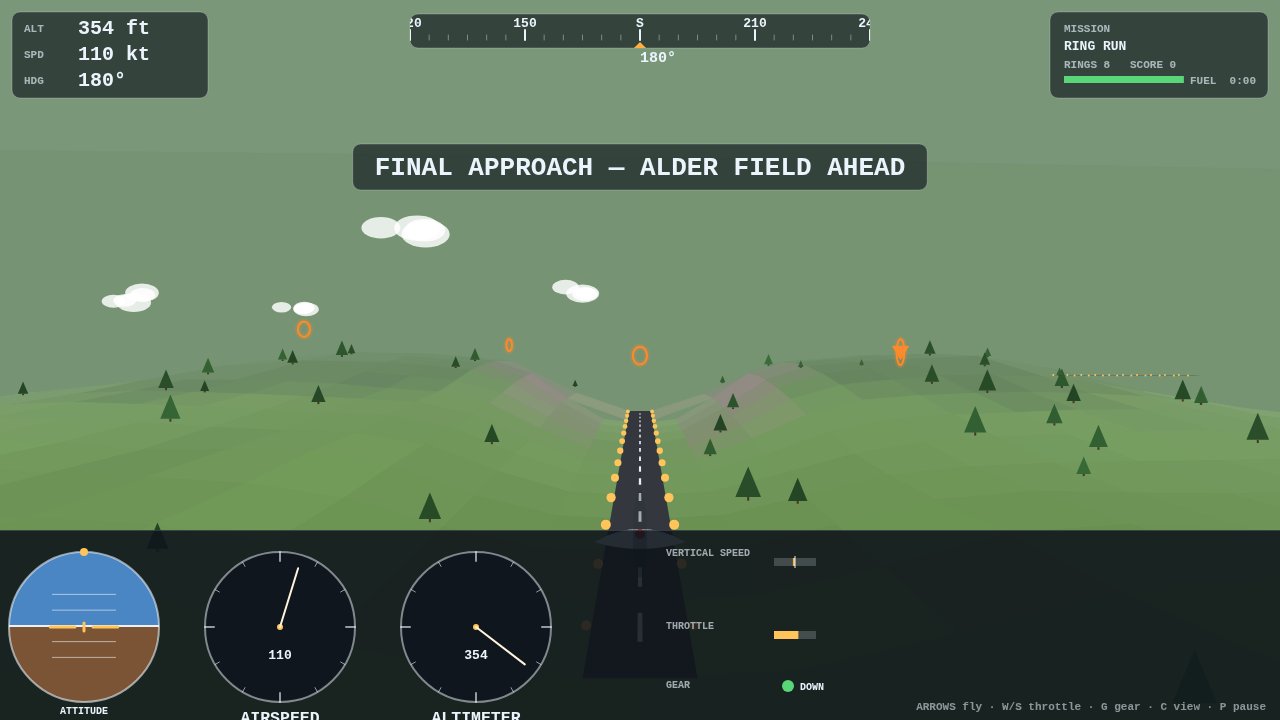 ALT 354 ft
SPD 110 kt
HDG 180°
20 150 S 210 24
180°
MISSION
RING RUN
RINGS 8 SCORE 0
FUEL 0:00
FINAL APPROACH — ALDER FIELD AHEAD
VERTICAL SPEED
THROTTLE
GEAR DOWN
110
354
ATTITUDE
AIRSPEED
ALTIMETER
ARROWS fly · W/S throttle · G gear · C view · P pause